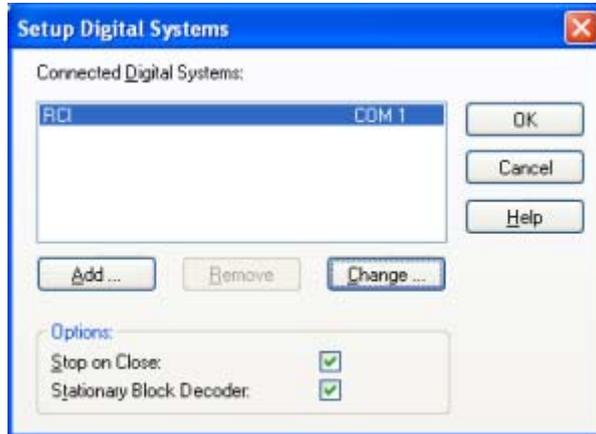 Setup Digital Systems
Connected Digital Systems:
RCI COM 1
OK
Cancel
Help
Add ...
Remove
Change ...
Options:
Stop on Close:
Stationary Block Decoder: